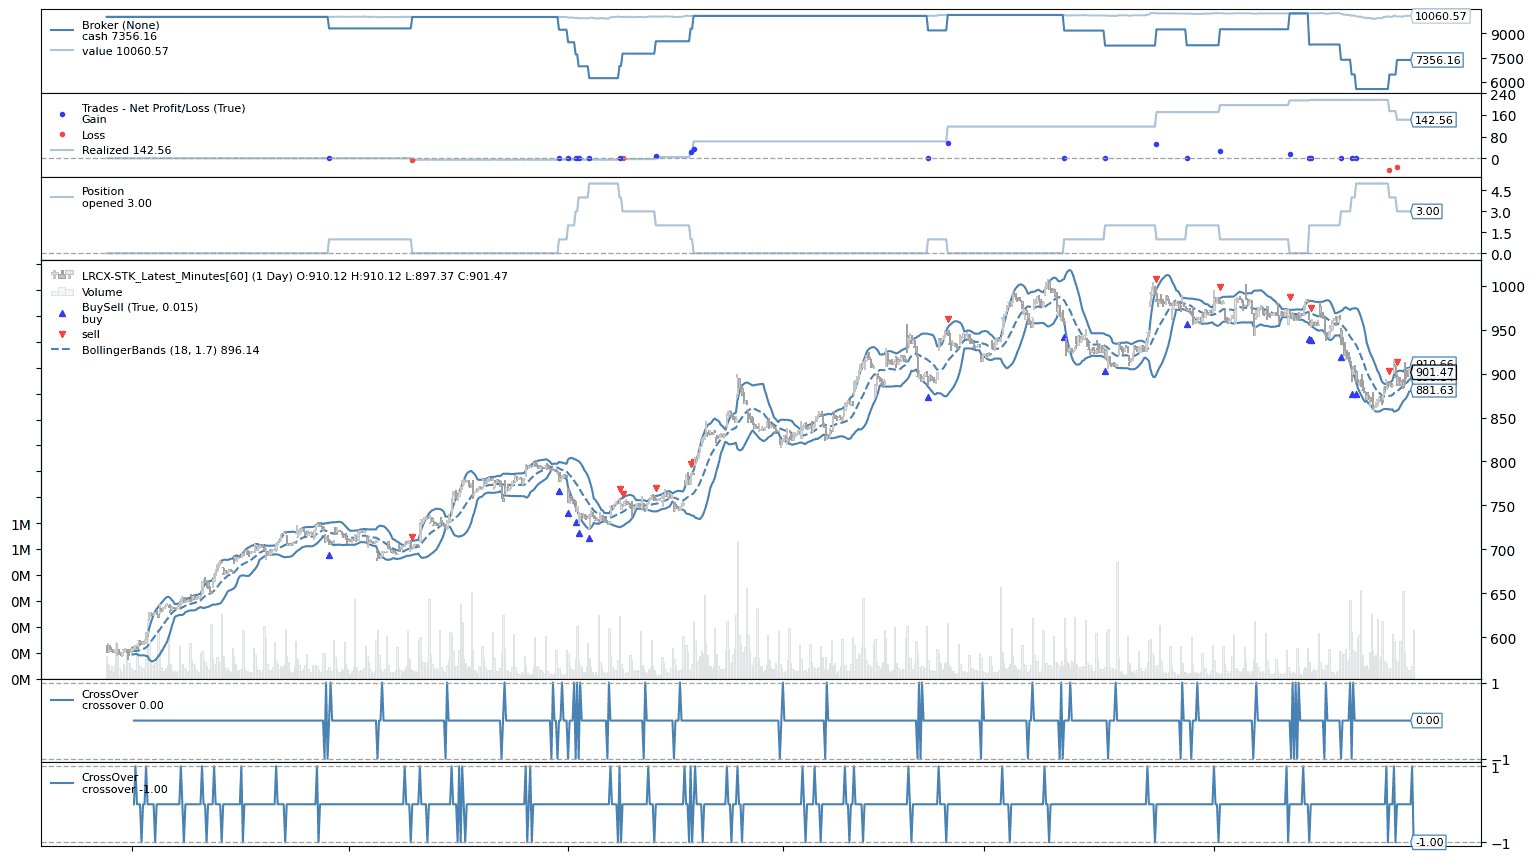 Broker (None)
cash 7356.16
value 10060.57
10060.57
9000
7500
7356.16
6000
Trades - Net Profit/Loss (True)
Gain
Loss
Realized 142.56
240
160
142.56
80
0
Position
opened 3.00
4.5
3.0
3.00
1.5
0.0
LRCX-STK_Latest_Minutes[60] (1 Day) O:910.12 H:910.12 L:897.37 C:901.47
Volume
BuySell (True, 0.015)
buy
sell
BollingerBands (18, 1.7) 896.14
1000
950
910.66
901.47
900
881.63
850
800
750
700
650
600
1M
1M
0M
0M
0M
0M
0M
CrossOver
crossover 0.00
1
0.00
−1
CrossOver
crossover -1.00
1
-1.00
−1